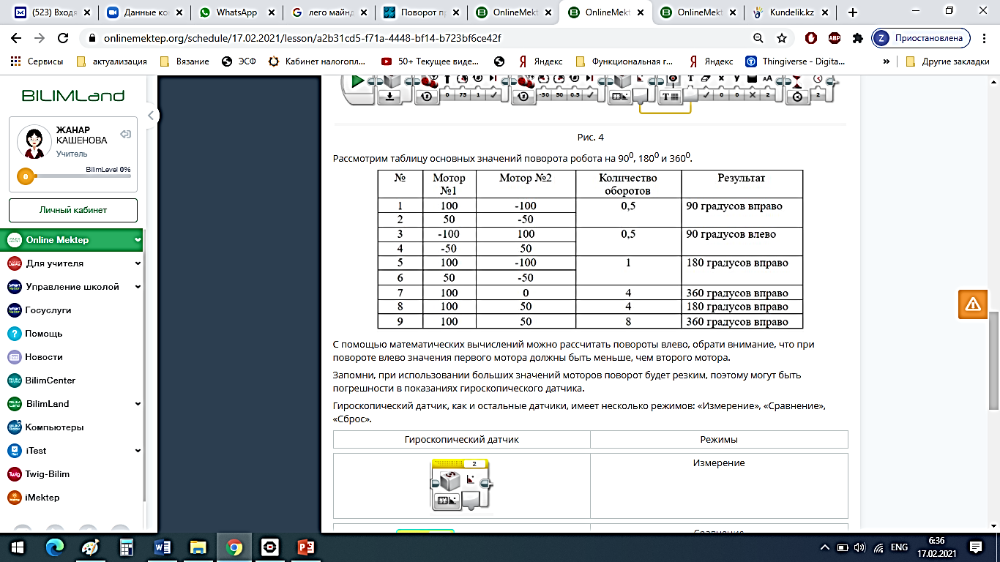 (523) Входя
Данные ко
WhatsApp
лего майнд
Поворот п
OnlineMekt
OnlineMekt
OnlineMekt
Kundelik.kz
onlinemektep.org/schedule/17.02.2021/lesson/a2b31cd5-f71a-4448-bf14-b723bf6ce42f
ABP
Z Приостановлена
Сервисы
актуализация
Вязание
ЭСФ
Кабинет налогопл...
50+ Текущее виде...
Яндекс
Функциональная г...
Яндекс
Thingiverse - Digita...
»
Другие закладки
BILIMLand
ЖАНАР
КАШЕНОВА
Учитель
BilimLevel 0%
0
Личный кабинет
Online Mektep
Для учителя
Управление школой
Госуслуги
Помощь
Новости
BilimCenter
BilimLand
Компьютеры
iTest
Twig-Bilim
iMektep
0 75 1
-50 50 0.5
T
0 0 2
2
Рис. 4
Рассмотрим таблицу основных значений поворота робота на 90⁰, 180⁰ и 360⁰.
№ Мотор №1 Мотор №2 Количество оборотов Результат
1 100 -100 0,5 90 градусов вправо
2 50 -50
3 -100 100 0,5 90 градусов влево
4 -50 50
5 100 -100 1 180 градусов вправо
6 50 -50
7 100 0 4 360 градусов вправо
8 100 50 4 180 градусов вправо
9 100 50 8 360 градусов вправо
С помощью математических вычислений можно рассчитать повороты влево, обрати внимание, что при
повороте влево значения первого мотора должны быть меньше, чем второго мотора.
Запомни, при использовании больших значений моторов поворот будет резким, поэтому могут быть
погрешности в показаниях гироскопического датчика.
Гироскопический датчик, как и остальные датчики, имеет несколько режимов: «Измерение», «Сравнение»,
«Сброс».
Гироскопический датчик Режимы
2
Измерение
ENG
6:36
17.02.2021